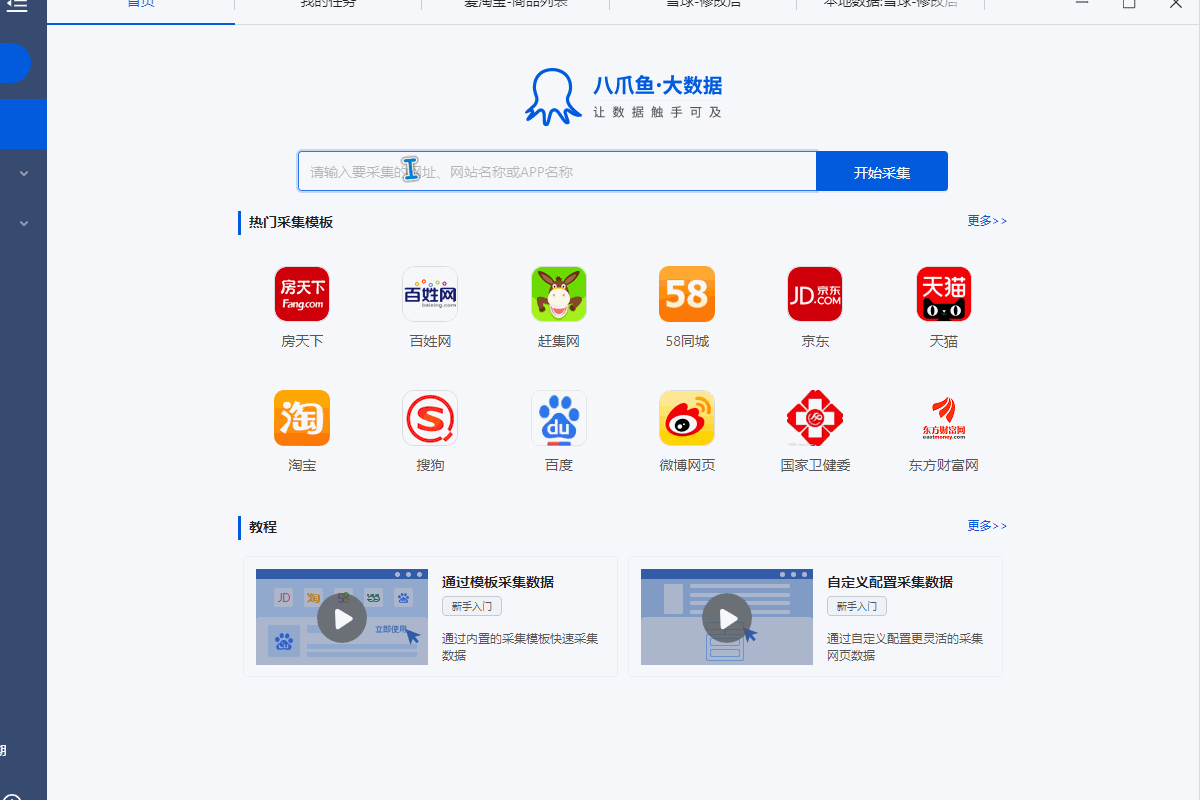 首页
我的任务
爱淘宝-商品列表
雪球-修改后
本地数据:雪球-修改后
八爪鱼·大数据
让数据触手可及
请输入要采集的网址、网站名称或APP名称
开始采集
热门采集模板
更多>>
房天下
Fang.com
百姓网
baixing.com
58
JD 京东
.COM
天猫
房天下
百姓网
赶集网
58同城
京东
天猫
淘
S
du
东方财富网
eastmoney.com
淘宝
搜狗
百度
微博网页
国家卫健委
东方财富网
教程
更多>>
JD
淘
立即使用
通过模板采集数据
新手入门
通过内置的采集模板快速采集
数据
自定义配置采集数据
新手入门
通过自定义配置更灵活的采集
网页数据
期